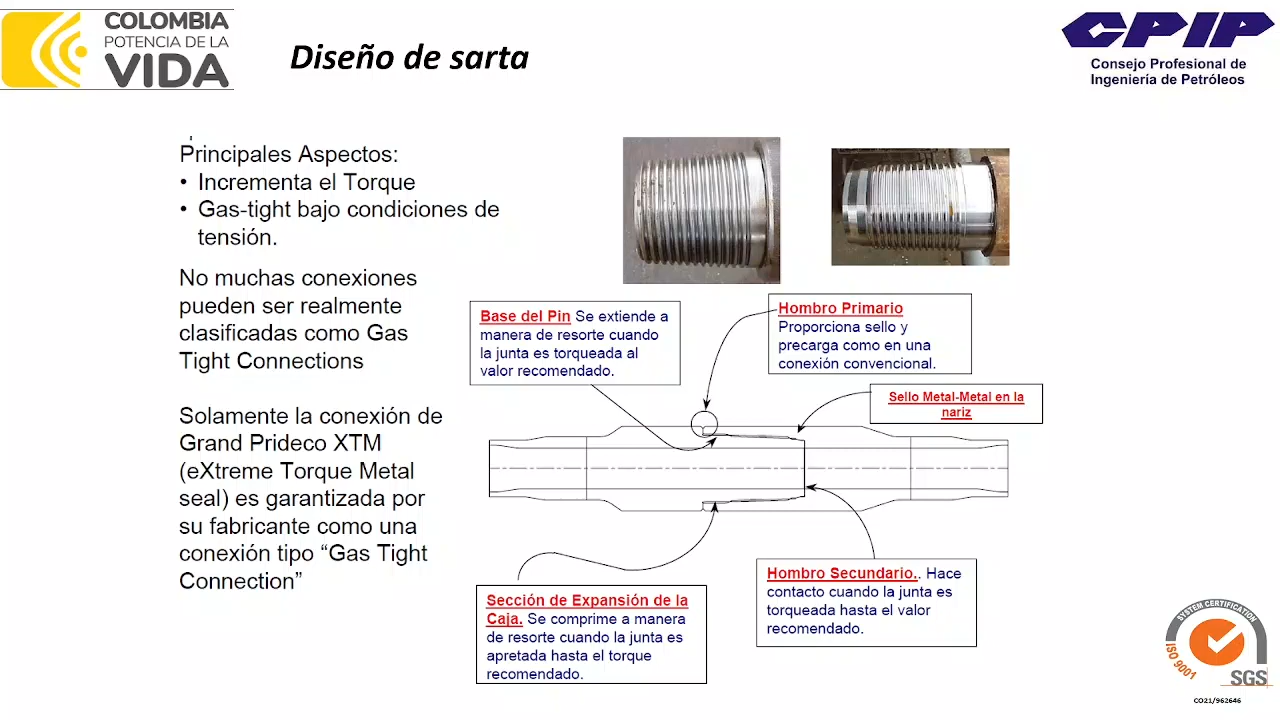 COLOMBIA
POTENCIA DE LA
VIDA
Diseño de sarta
CPIP
Consejo Profesional de
Ingeniería de Petróleos
Principales Aspectos:
• Incrementa el Torque
• Gas-tight bajo condiciones de
tensión.
No muchas conexiones
pueden ser realmente
clasificadas como Gas
Tight Connections
Solamente la conexión de
Grand Prideco XTM
(eXtreme Torque Metal
seal) es garantizada por
su fabricante como una
conexión tipo “Gas Tight
Connection”
Base del Pin Se extiende a
manera de resorte cuando
la junta es torqueada al
valor recomendado.
Hombro Primario
Proporciona sello y
precarga como en una
conexión convencional.
Sello Metal-Metal en la
nariz
Sección de Expansión de la
Caja. Se comprime a manera
de resorte cuando la junta es
apretada hasta el torque
recomendado.
Hombro Secundario.. Hace
contacto cuando la junta es
torqueada hasta el valor
recomendado.
SYSTEM CERTIFICATION
ISO 9001
SGS
CO21/962646